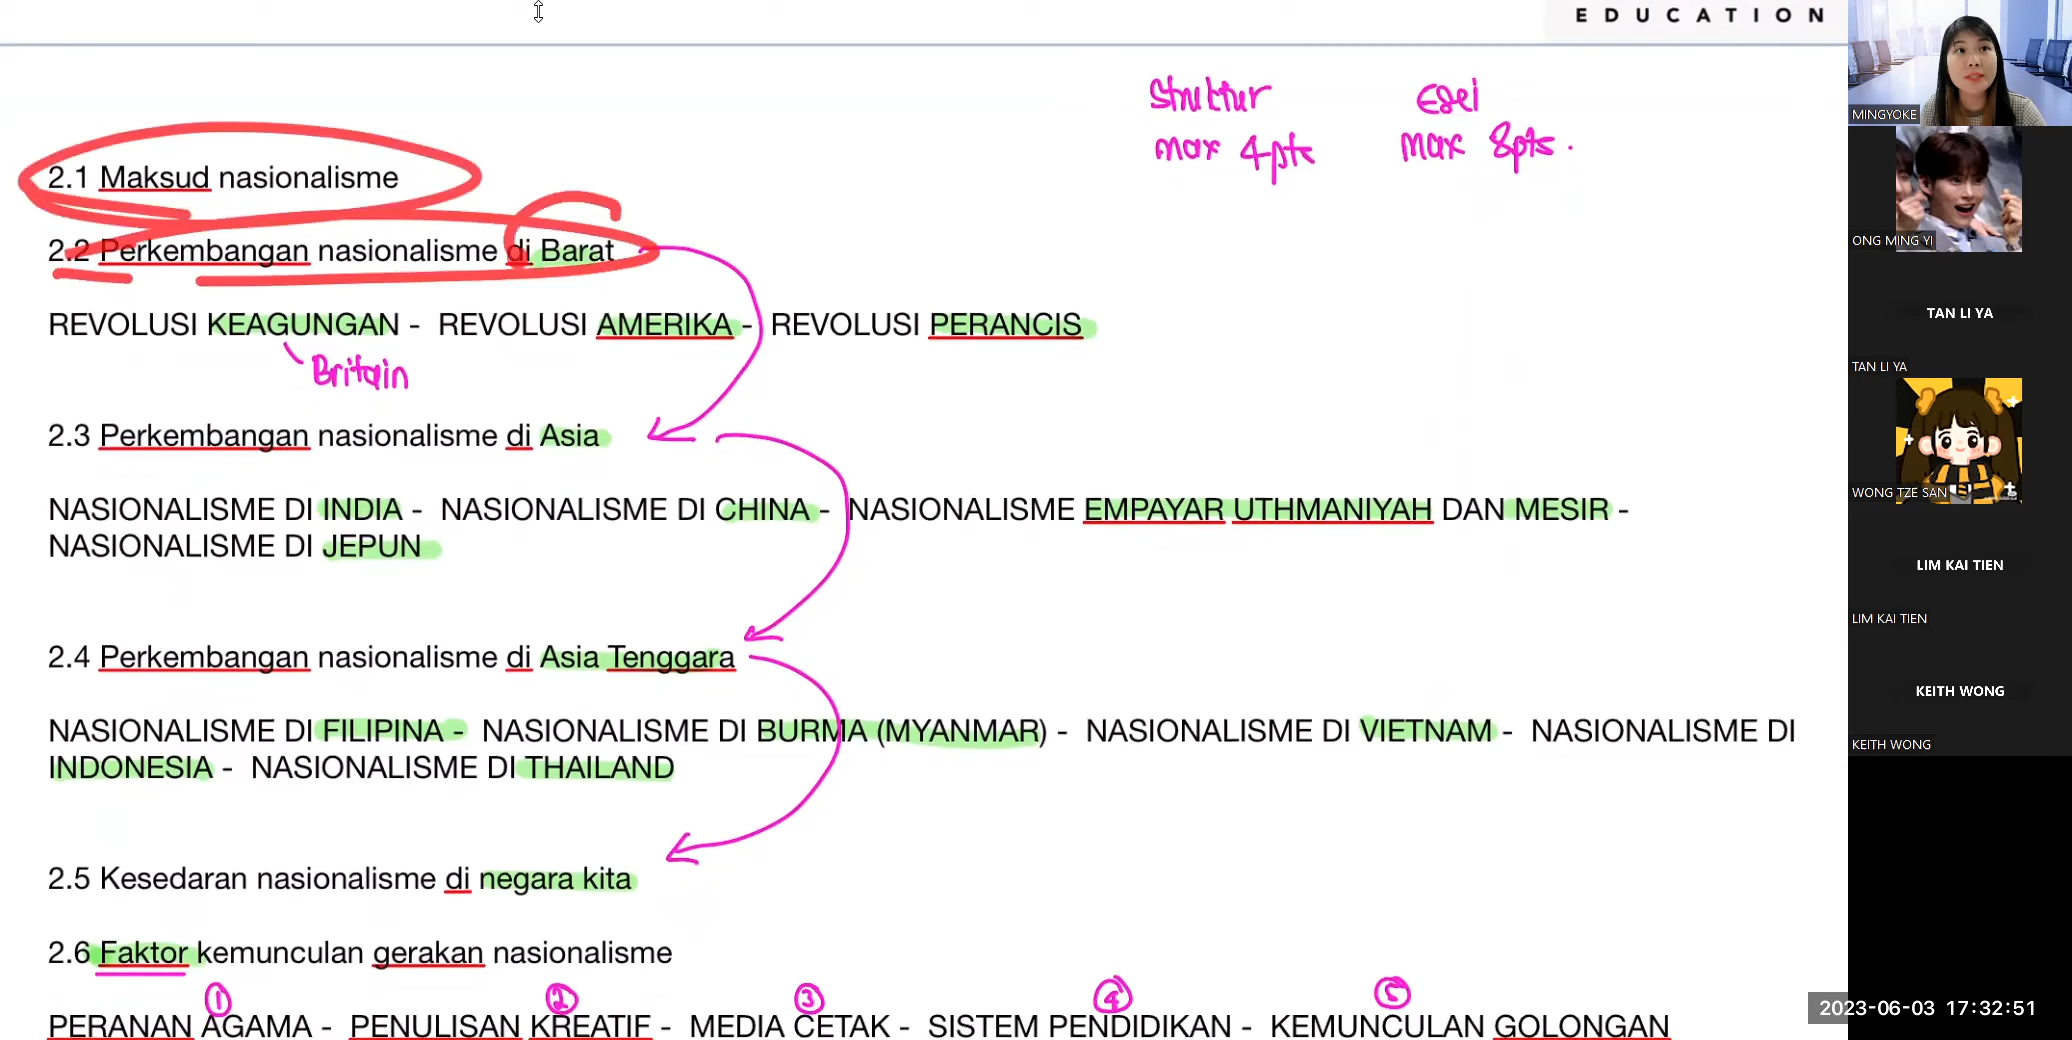 EDUCATION
Struktur Esei
max 4pts max 8pts.
2.1 Maksud nasionalisme
2.2 Perkembangan nasionalisme di Barat
REVOLUSI KEAGUNGAN - REVOLUSI AMERIKA - REVOLUSI PERANCIS
Britain
2.3 Perkembangan nasionalisme di Asia
NASIONALISME DI INDIA - NASIONALISME DI CHINA - NASIONALISME EMPAYAR UTHMANIYAH DAN MESIR -
NASIONALISME DI JEPUN
2.4 Perkembangan nasionalisme di Asia Tenggara
NASIONALISME DI FILIPINA - NASIONALISME DI BURMA (MYANMAR) - NASIONALISME DI VIETNAM - NASIONALISME DI
INDONESIA - NASIONALISME DI THAILAND
2.5 Kesedaran nasionalisme di negara kita
2.6 Faktor kemunculan gerakan nasionalisme
1 2 3 4 5
PERANAN AGAMA - PENULISAN KREATIF - MEDIA CETAK - SISTEM PENDIDIKAN - KEMUNCULAN GOLONGAN
MINGYOKE
ONG MING YI
TAN LI YA
TAN LI YA
WONG TZE SAN
LIM KAI TIEN
LIM KAI TIEN
KEITH WONG
KEITH WONG
2023-06-03 17:32:51